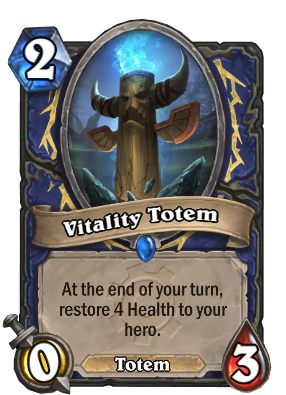 2
Vitality Totem
At the end of your turn,
restore 4 Health to your
hero.
0
Totem
3